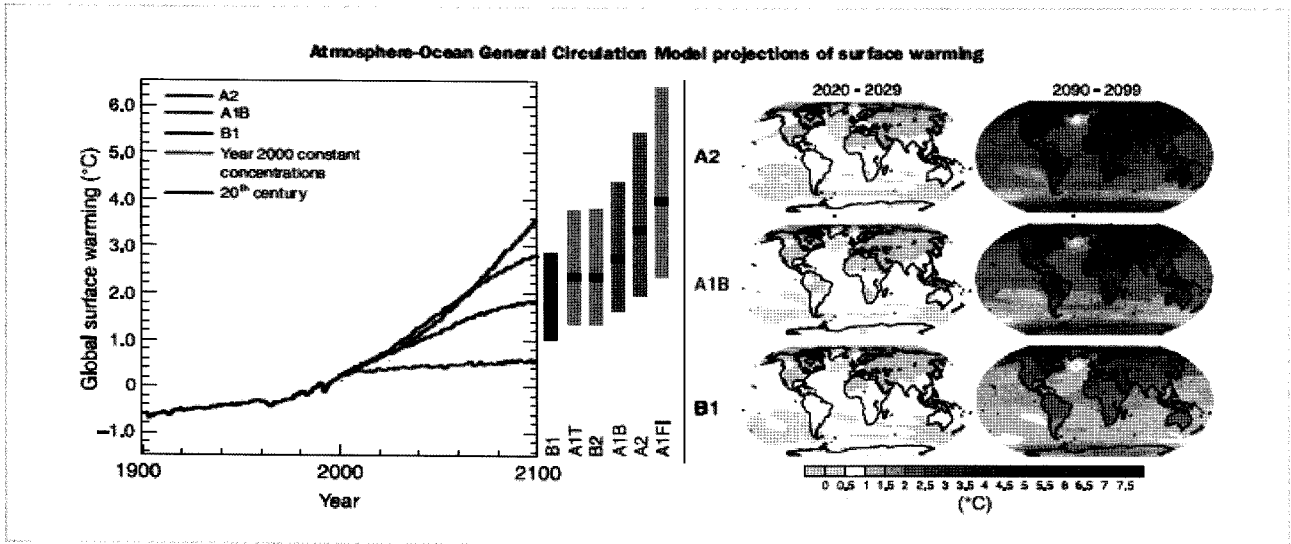 Atmosphere-Ocean General Circulation Model projections of surface warming
Global surface warming (°C)
6.0
5.0
4.0
3.0
2.0
1.0
0
–1.0
A2
A1B
B1
Year 2000 constant
concentrations
20th century
1900
2000
2100
Year
B1
A1T
B2
A1B
A2
A1FI
2020 - 2029
2090 - 2099
A2
A1B
B1
0 0,5 1 1,5 2 2,5 3 3,5 4 4,5 5 5,5 6 6,5 7 7,5
(°C)